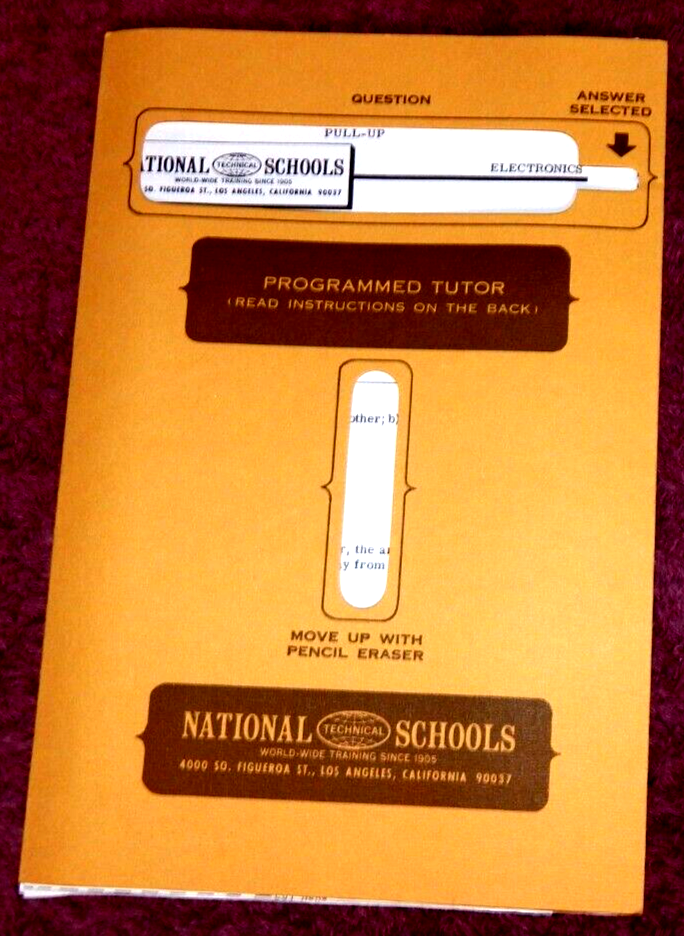 QUESTION
ANSWER
SELECTED
PULL-UP
TIONAL TECHNICAL SCHOOLS
WORLD-WIDE TRAINING SINCE 1905
SO. FIGUEROA ST., LOS ANGELES, CALIFORNIA 90037
ELECTRONICS
PROGRAMMED TUTOR
(READ INSTRUCTIONS ON THE BACK)
other; b)
r, the a
y from
MOVE UP WITH
PENCIL ERASER
NATIONAL TECHNICAL SCHOOLS
WORLD-WIDE TRAINING SINCE 1905
4000 SO. FIGUEROA ST., LOS ANGELES, CALIFORNIA 90037